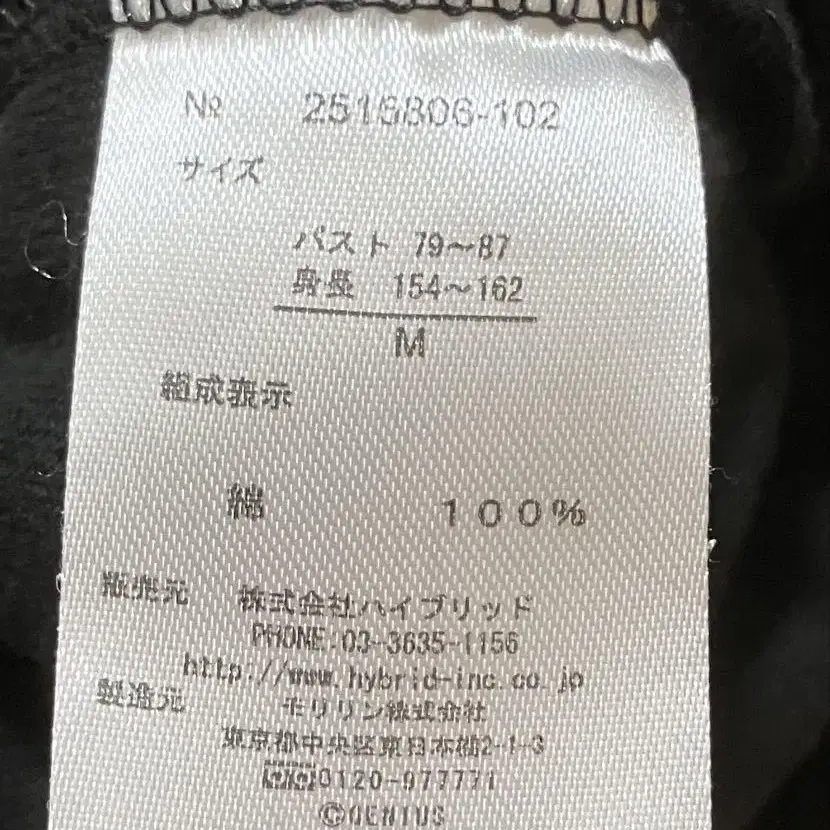 № 2515806-102
サイズ
バスト 79～87
身長 154～162
M
組成表示
綿 100%
販売元 株式会社ハイブリッド
PHONE:03-3635-1156
http://www.hybrid-inc.co.jp
製造元 モリリン株式会社
東京都中央区東日本橋2-1-3
0120-977771
©GENIUS